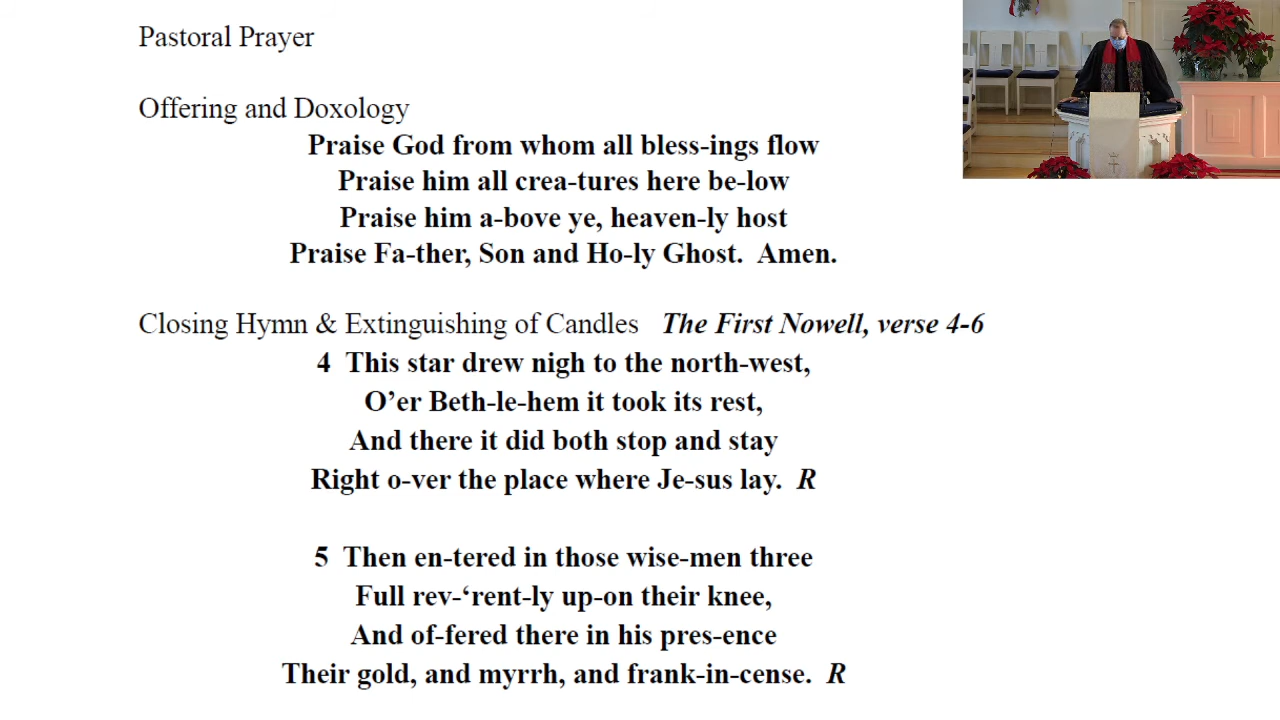 Pastoral Prayer
Offering and Doxology
Praise God from whom all bless-ings flow
Praise him all crea-tures here be-low
Praise him a-bove ye, heaven-ly host
Praise Fa-ther, Son and Ho-ly Ghost.  Amen.
Closing Hymn & Extinguishing of Candles   The First Nowell, verse 4-6
4  This star drew nigh to the north-west,
O’er Beth-le-hem it took its rest,
And there it did both stop and stay
Right o-ver the place where Je-sus lay.  R
5  Then en-tered in those wise-men three
Full rev-‘rent-ly up-on their knee,
And of-fered there in his pres-ence
Their gold, and myrrh, and frank-in-cense.  R